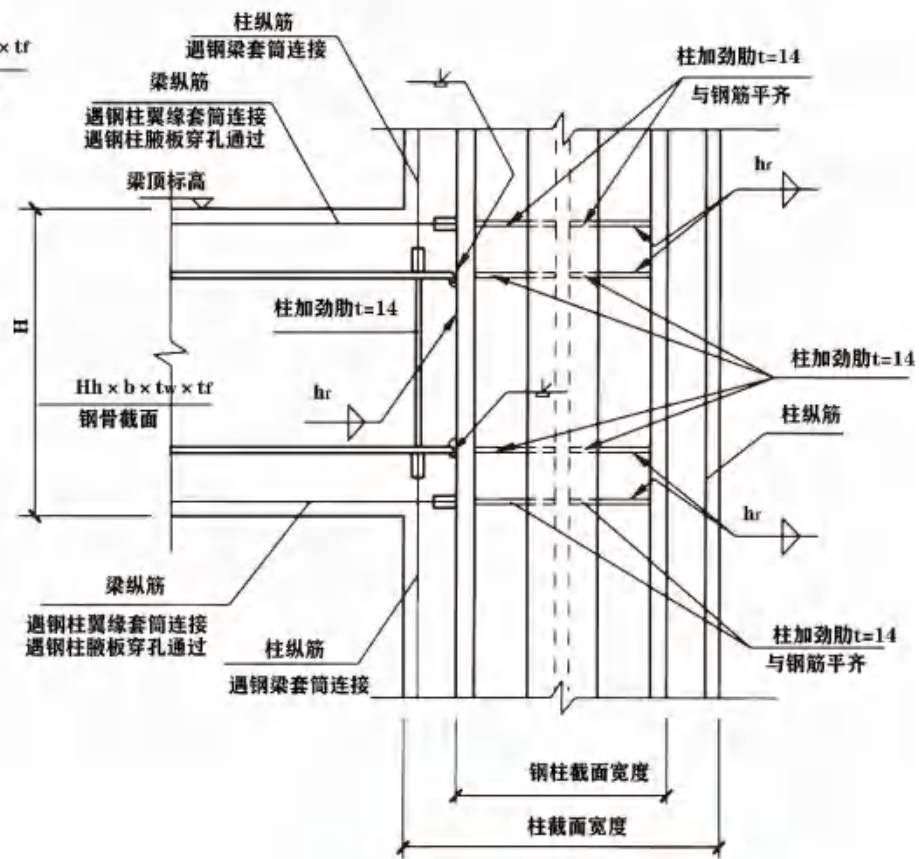 × tf
柱纵筋
遇钢梁套筒连接
柱加劲肋t=14
与钢筋平齐
梁纵筋
遇钢柱翼缘套筒连接
遇钢柱腋板穿孔通过
hf
梁顶标高
柱加劲肋t=14
H
柱加劲肋t=14
Hh × b × tw × tf
钢骨截面
hf
柱纵筋
hf
梁纵筋
遇钢柱翼缘套筒连接
遇钢柱腋板穿孔通过
柱纵筋
遇钢梁套筒连接
柱加劲肋t=14
与钢筋平齐
钢柱截面宽度
柱截面宽度